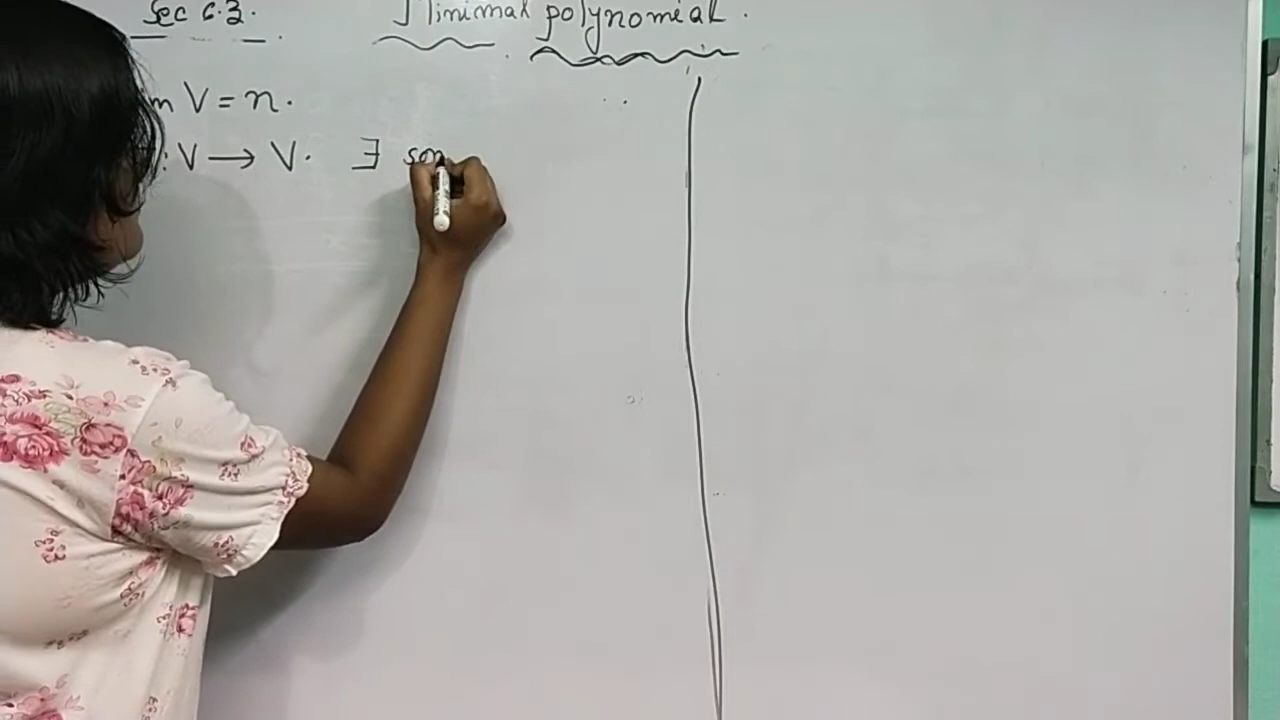 Sec 6.3.
Minimal polynomial.
m V = n.
: V → V. ∃ som